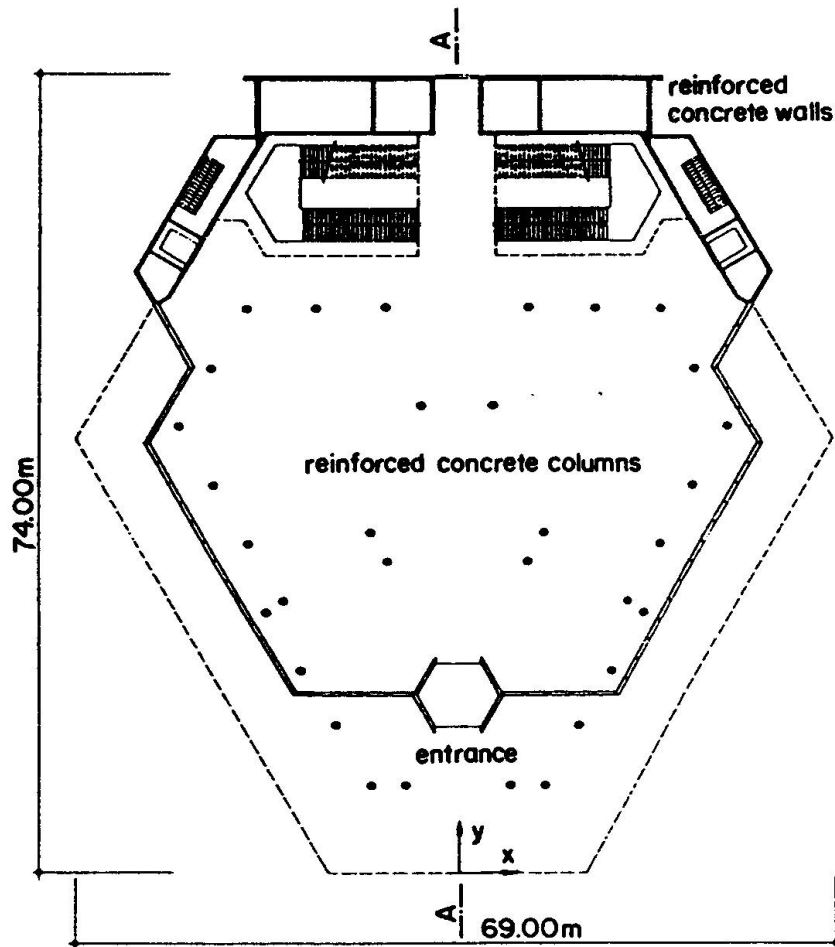 A
reinforced
concrete walls
reinforced concrete columns
74.00m
entrance
y
x
A
69.00m